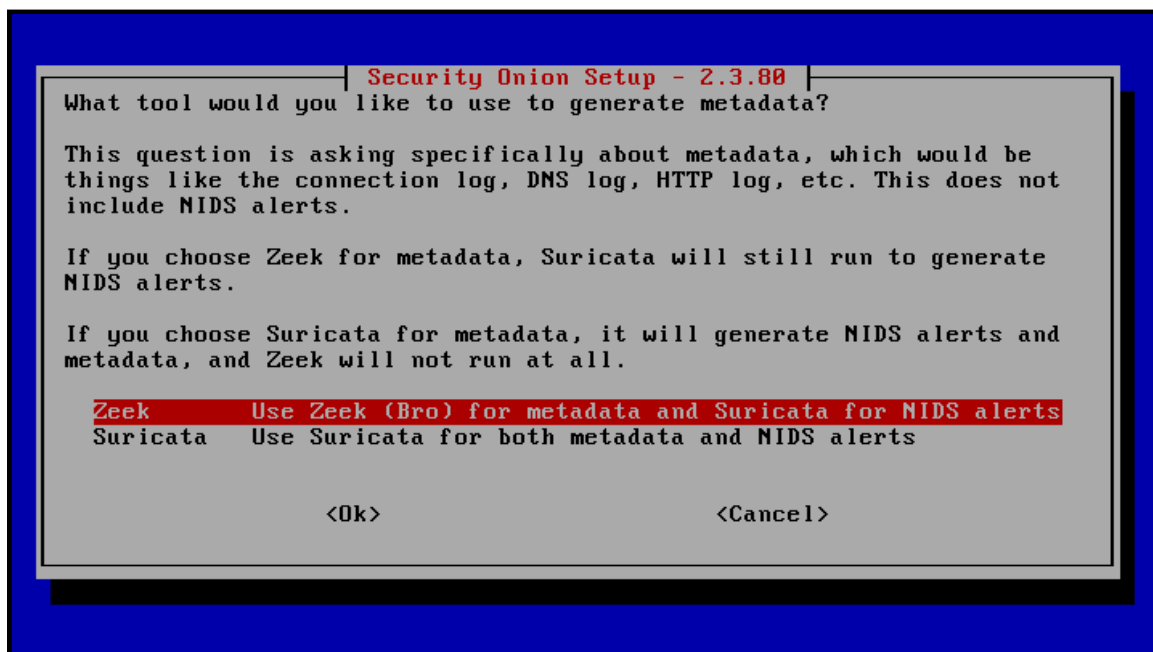 Security Onion Setup - 2.3.80
What tool would you like to use to generate metadata?
This question is asking specifically about metadata, which would be
things like the connection log, DNS log, HTTP log, etc. This does not
include NIDS alerts.
If you choose Zeek for metadata, Suricata will still run to generate
NIDS alerts.
If you choose Suricata for metadata, it will generate NIDS alerts and
metadata, and Zeek will not run at all.
Zeek Use Zeek (Bro) for metadata and Suricata for NIDS alerts
Suricata Use Suricata for both metadata and NIDS alerts
<Ok> <Cancel>